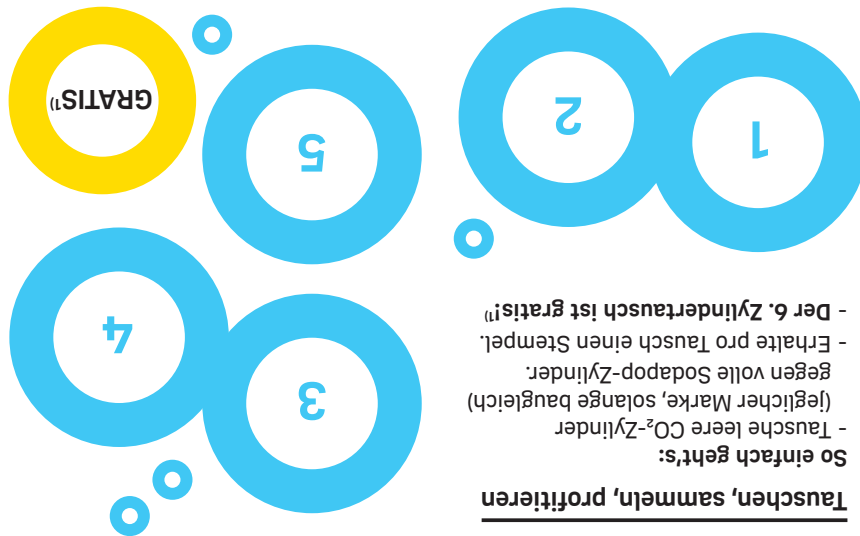 Tauschen, sammeln, profitieren
So einfach geht's:
- Tausche leere CO₂-Zylinder
(jeglicher Marke, solange baugleich)
gegen volle Sodapop-Zylinder.
- Erhalte pro Tausch einen Stempel.
- Der 6. Zylindertausch ist gratis!¹⁾
1
2
3
4
5
GRATIS¹⁾